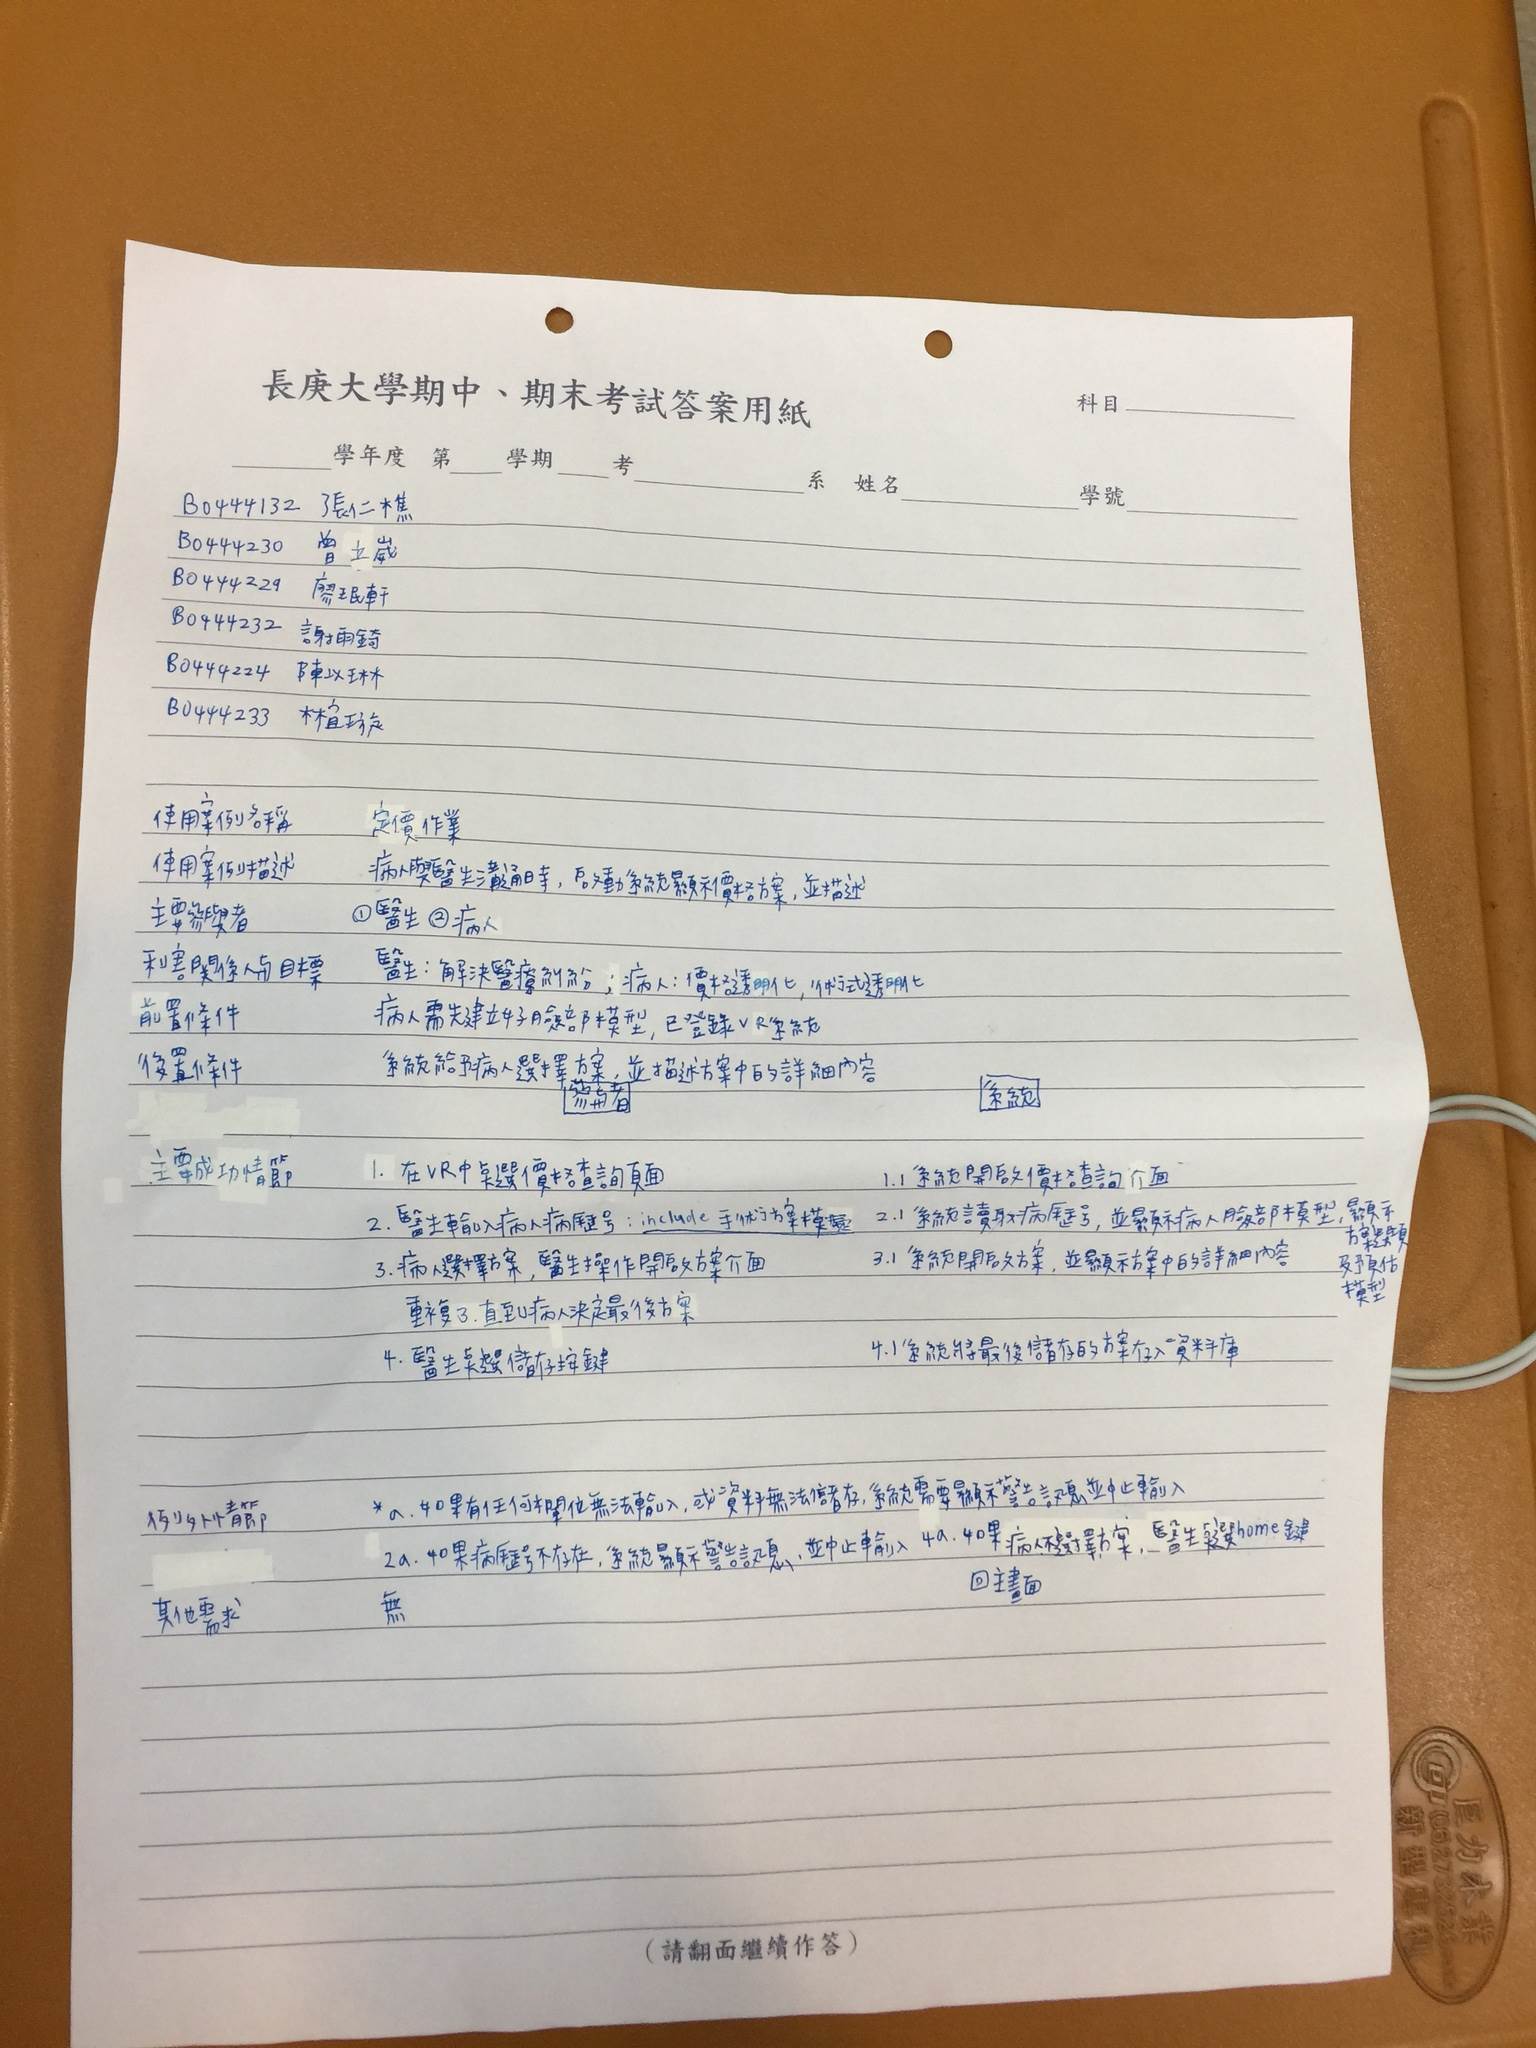 長庚大學期中、期末考試答案用紙
科目
學年度 第 學期 考 系 姓名 學號
B0444132 張仁樵
B0444230 曾立崴
B0444229 廖珉軒
B0444232 謝雨錡
B0444224 陳以琳
B0444233 林宜
使用案例名稱 定價作業
使用案例描述 病人與醫生溝通時，啟動系統顯示價格方案，並描述
主要參與者 ①醫生 ②病人
利害關係人與目標 醫生：解決醫療糾紛；病人：價格透明化，術式透明化
前置條件 病人需先建立好臉部模型，已登錄VR系統
後置條件 系統給予病人選擇方案，並描述方案中的詳細內容
參與者 系統
主要成功情節 1. 在VR中點選價格查詢頁面 1.1 系統開啟價格查詢介面
2. 醫生輸入病人病歷號：include 手術方案模擬 2.1 系統讀取病歷號，並顯示病人臉部模型，顯示
方案選項
及預估
模型
3. 病人選擇方案，醫生操作開啟方案介面 3.1 系統開啟方案，並顯示方案中的詳細內容
重複3.直到病人決定最後方案
4. 醫生點選儲存按鍵 4.1 系統將最後儲存的方案存入資料庫
例外情節 *a. 如果有任何欄位無法輸入，或資料無法儲存，系統需要顯示警告訊息並中止輸入
2a. 如果病歷號不存在，系統顯示警告訊息，並中止輸入 4a. 如果病人不選擇方案，醫生點選home鍵
回主畫面
其他需求 無
（請翻面繼續作答）
巨力木業